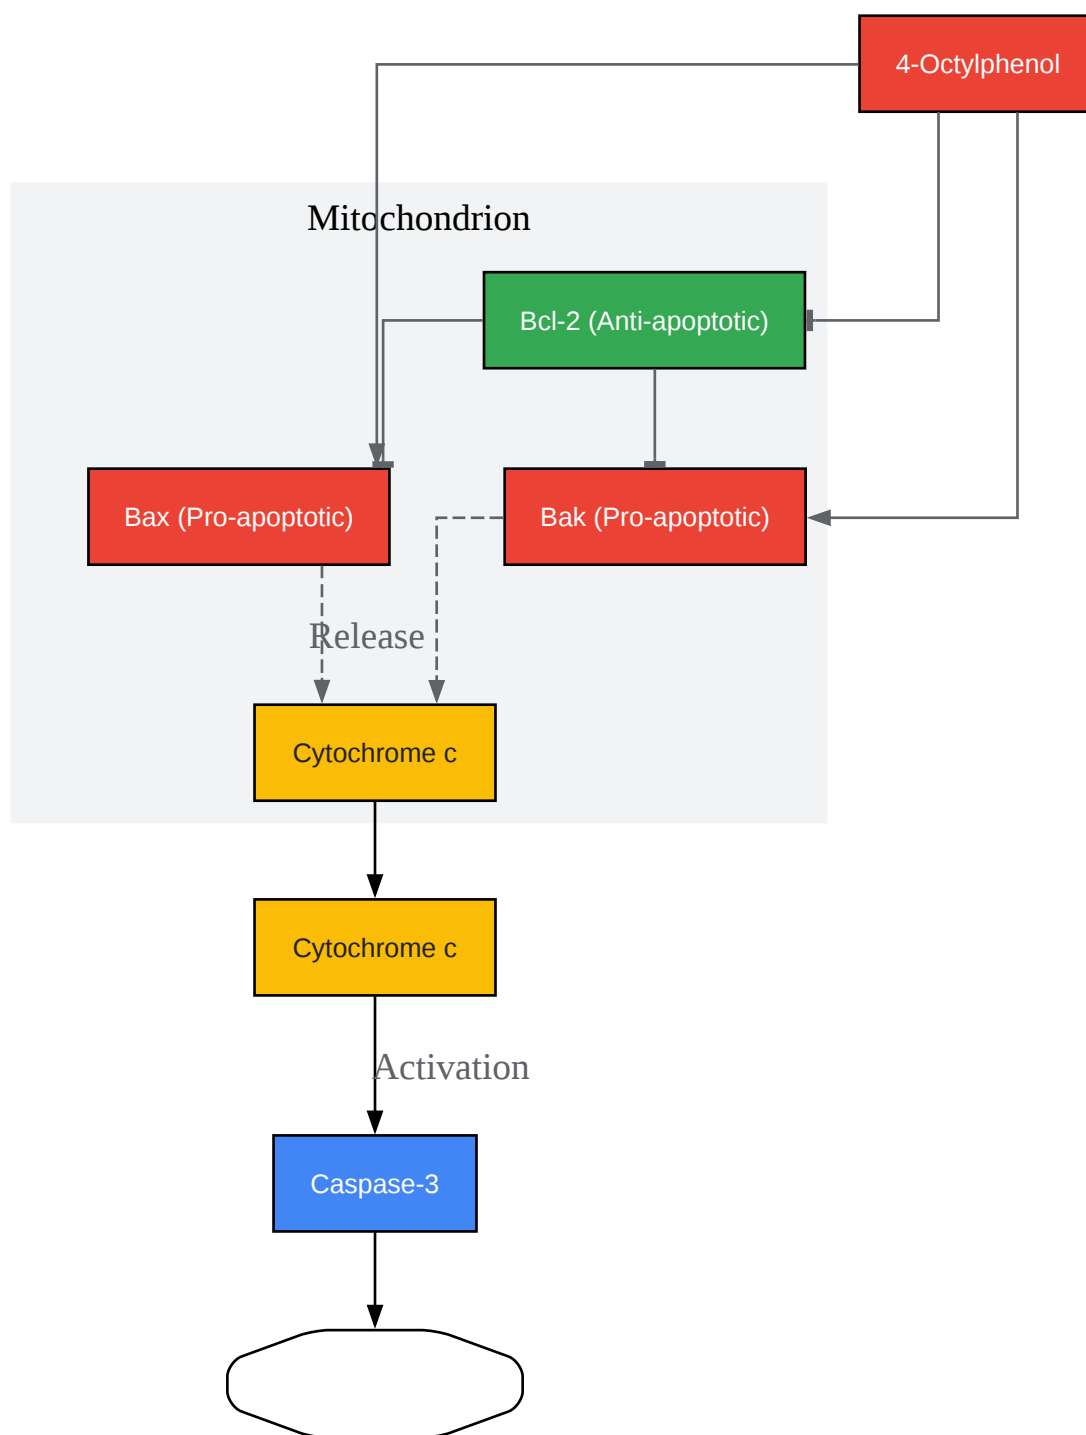 4-Octylphenol
Mitochondrion
Bcl-2 (Anti-apoptotic)
Bax (Pro-apoptotic)
Bak (Pro-apoptotic)
Release
Cytochrome c
Cytochrome c
Activation
Caspase-3